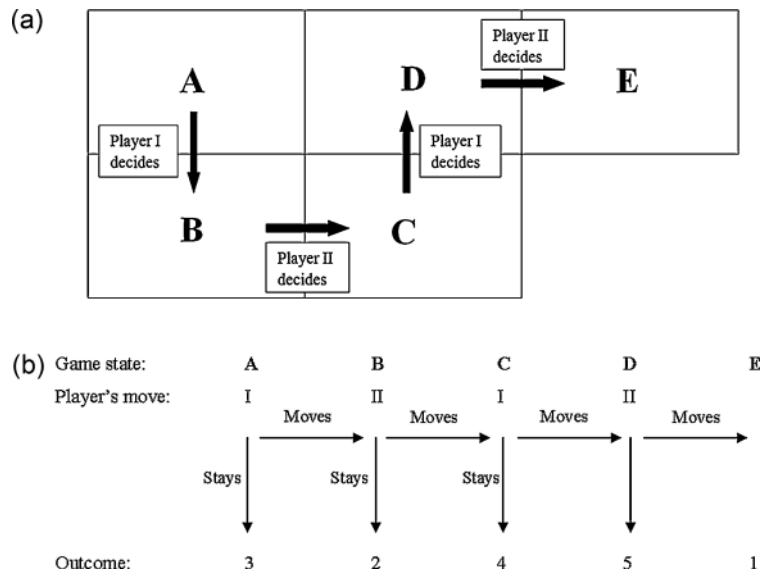 (a)
Player II
decides
A
D
E
Player I
decides
Player I
decides
B
C
Player II
decides
(b) Game state: A B C D E
Player's move: I II I II
Moves Moves Moves Moves
Stays Stays Stays
Outcome: 3 2 4 5 1